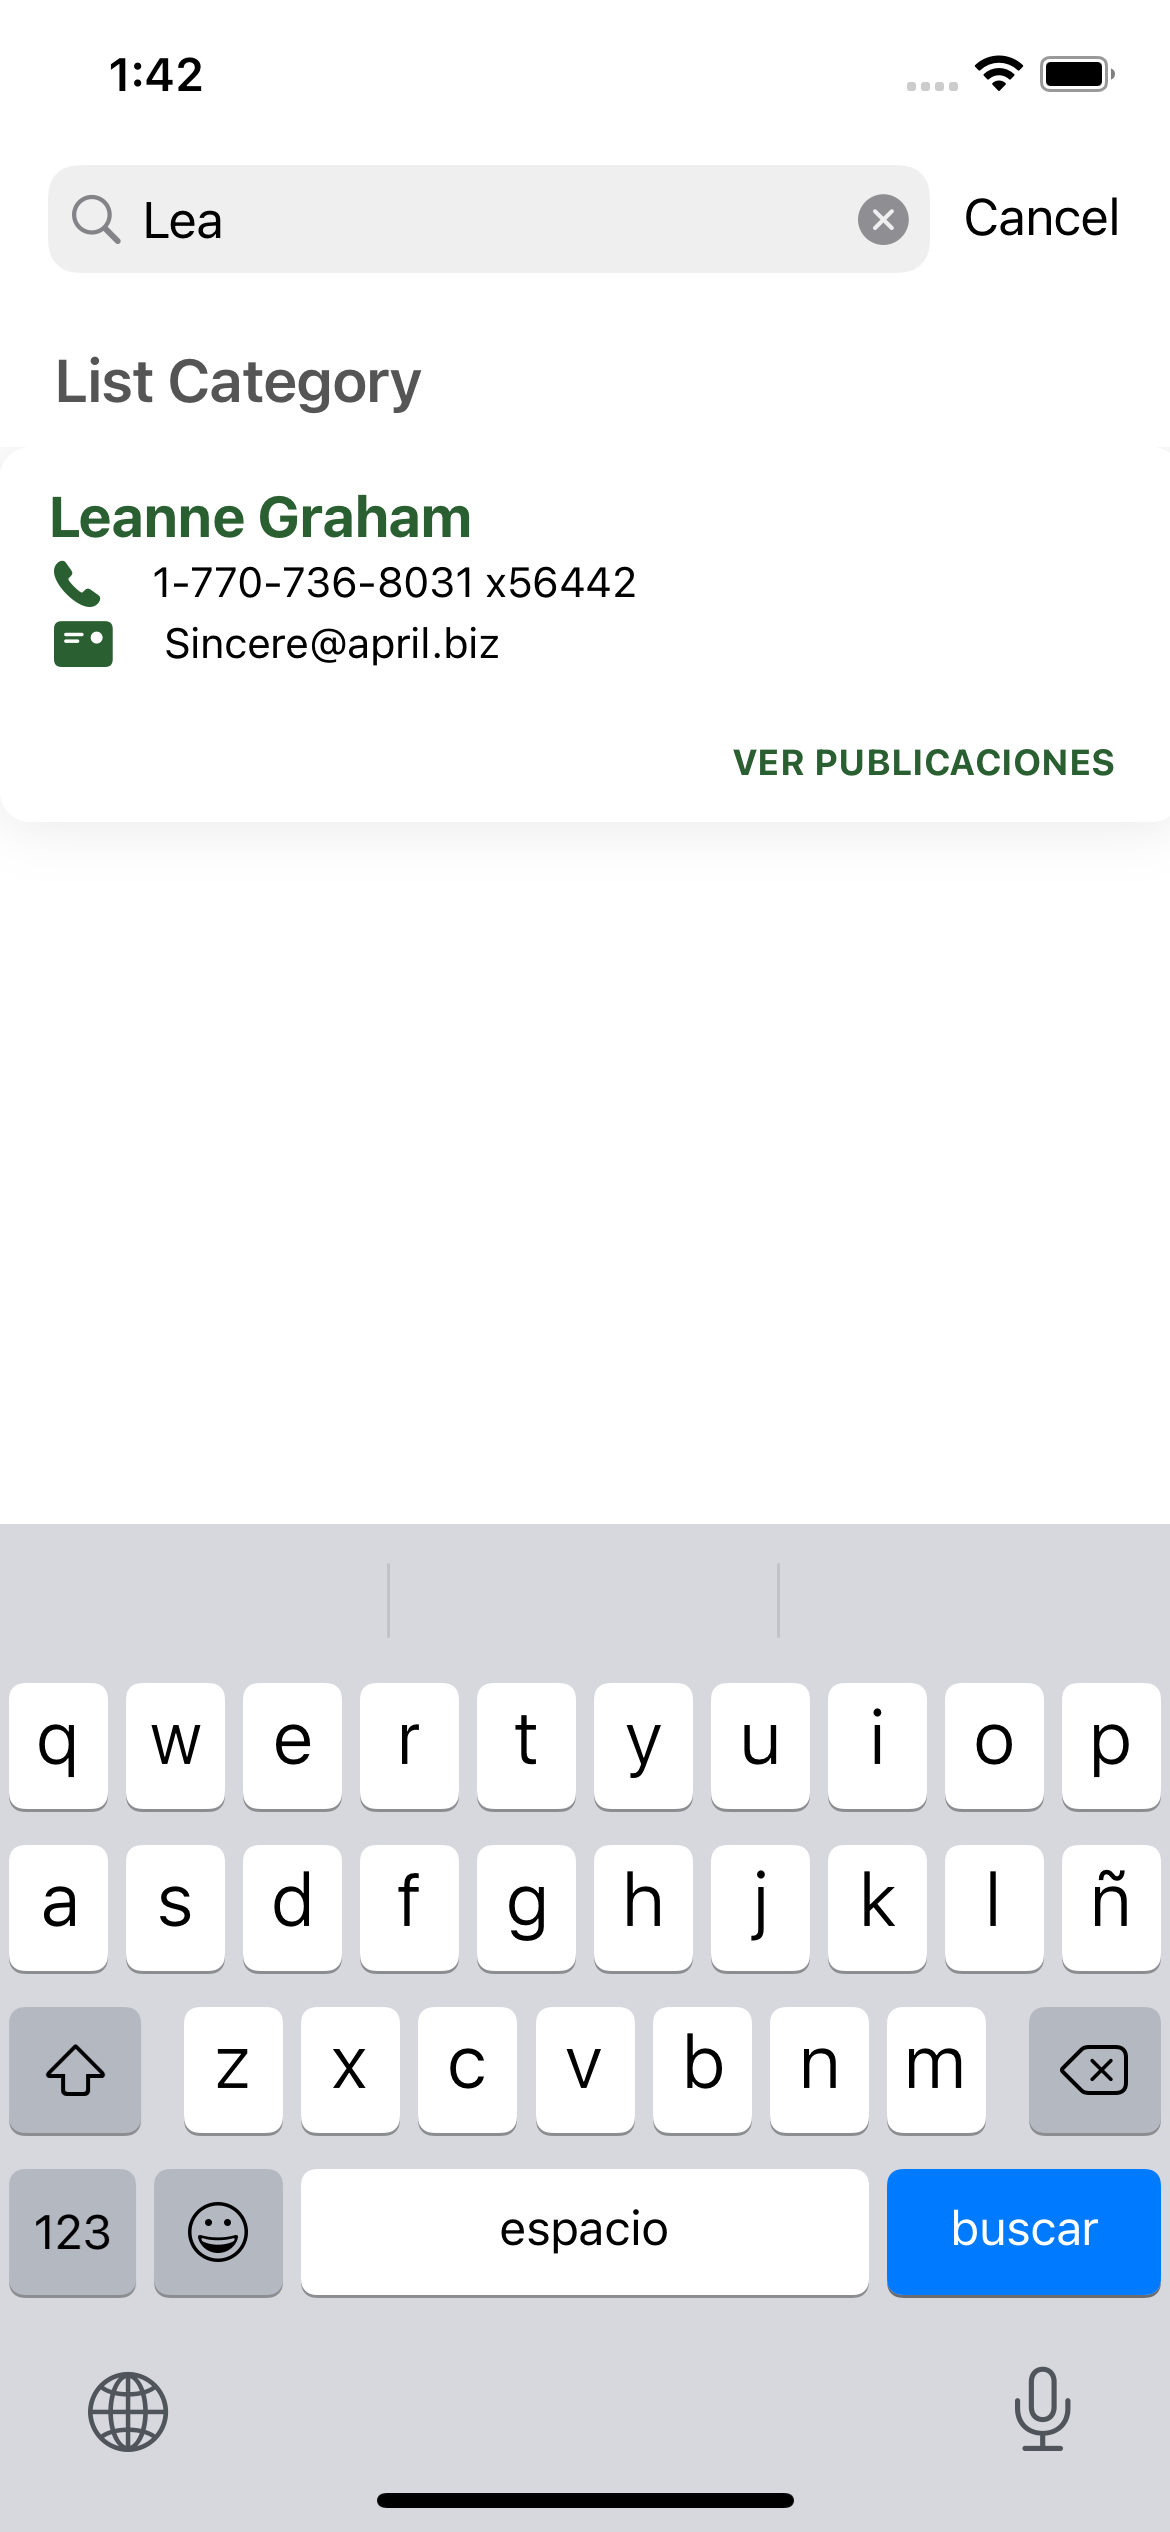 1:42
Lea
Cancel
List Category
Leanne Graham
1-770-736-8031 x56442
Sincere@april.biz
VER PUBLICACIONES
q w e r t y u i o p
a s d f g h j k l ñ
z x c v b n m
123 espacio buscar